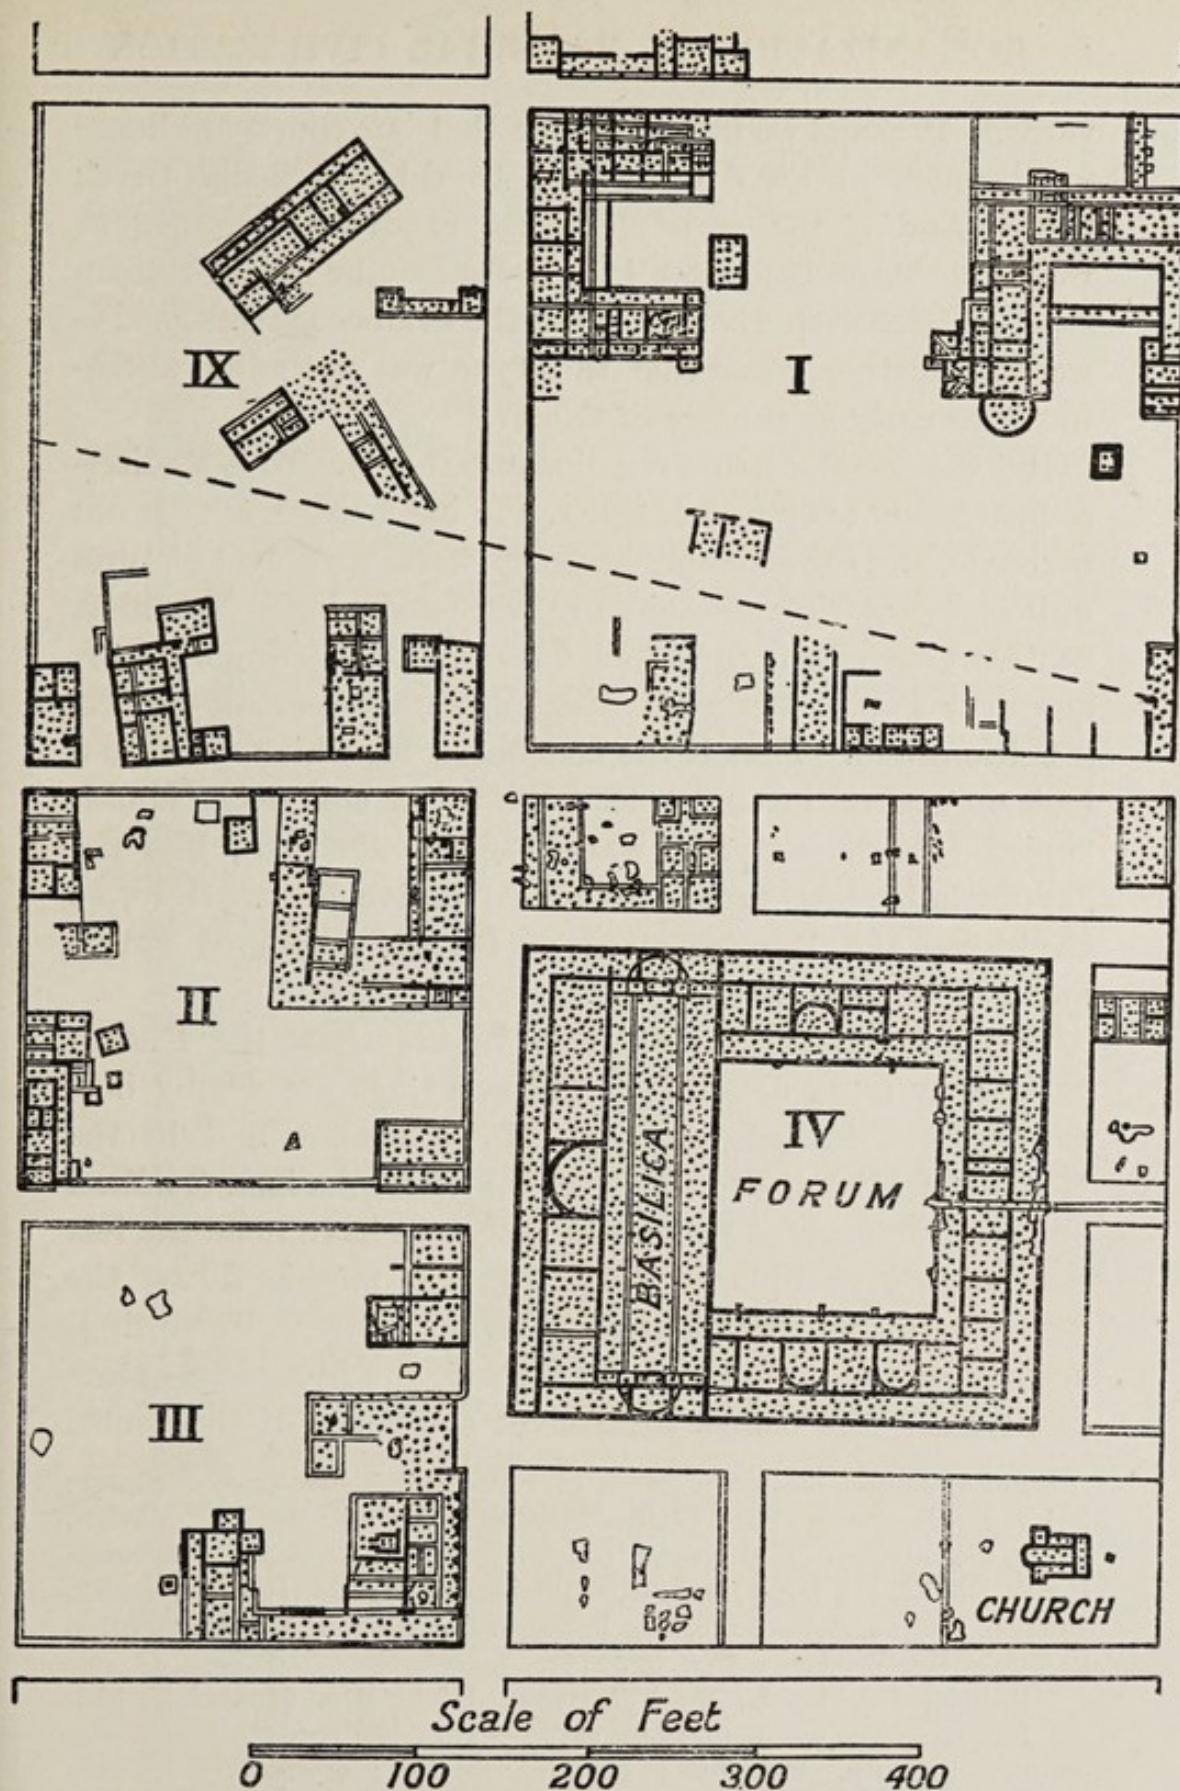 IX
I
II
IV
FORUM
BASILICA
III
CHURCH
Scale of Feet
0 100 200 300 400